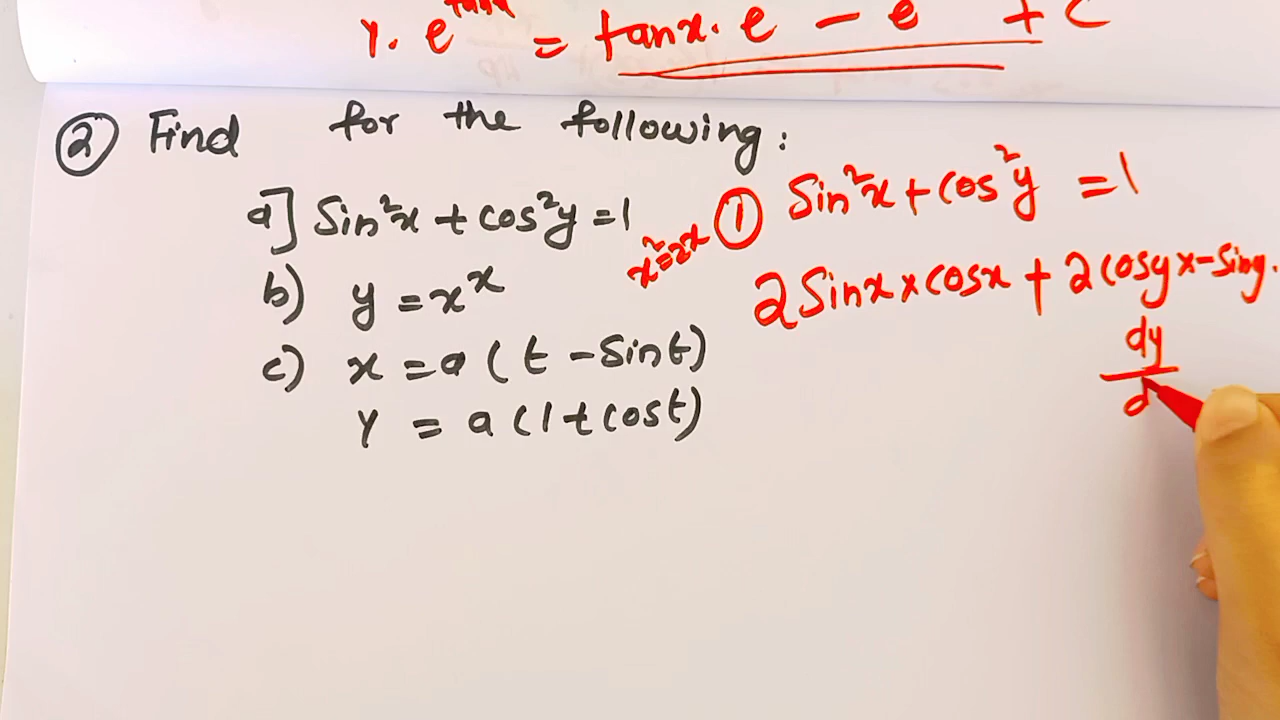 y. e^tanx = tanx. e - e + c
② Find for the following:
a] Sin²x + cos²y = 1
b) y = x^x
c) x = a(t - Sint)
y = a(1+cost)
x² = 2x
① Sin²x + cos²y = 1
2Sinx x cosx + 2cosy x - Siny.
dy
d